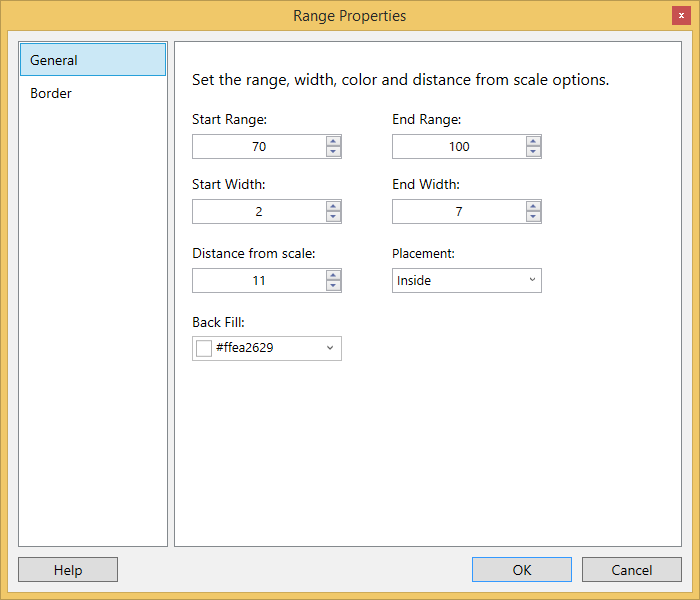 Range Properties
x
General
Border
Set the range, width, color and distance from scale options.
Start Range:
End Range:
70
100
Start Width:
End Width:
2
7
Distance from scale:
Placement:
11
Inside
Back Fill:
#ffea2629
Help
OK
Cancel